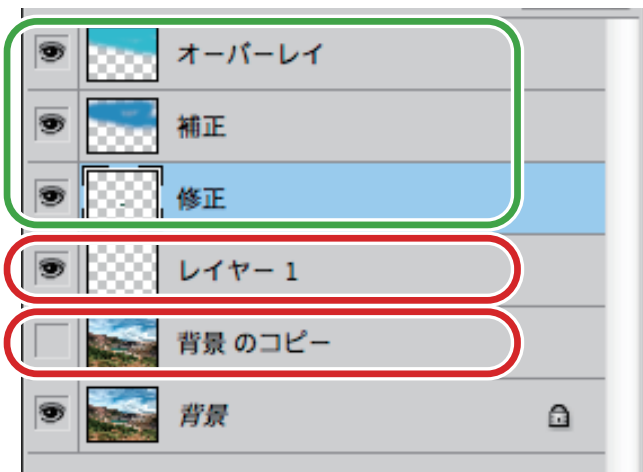 オーバーレイ
補正
修正
レイヤー 1
背景 のコピー
背景